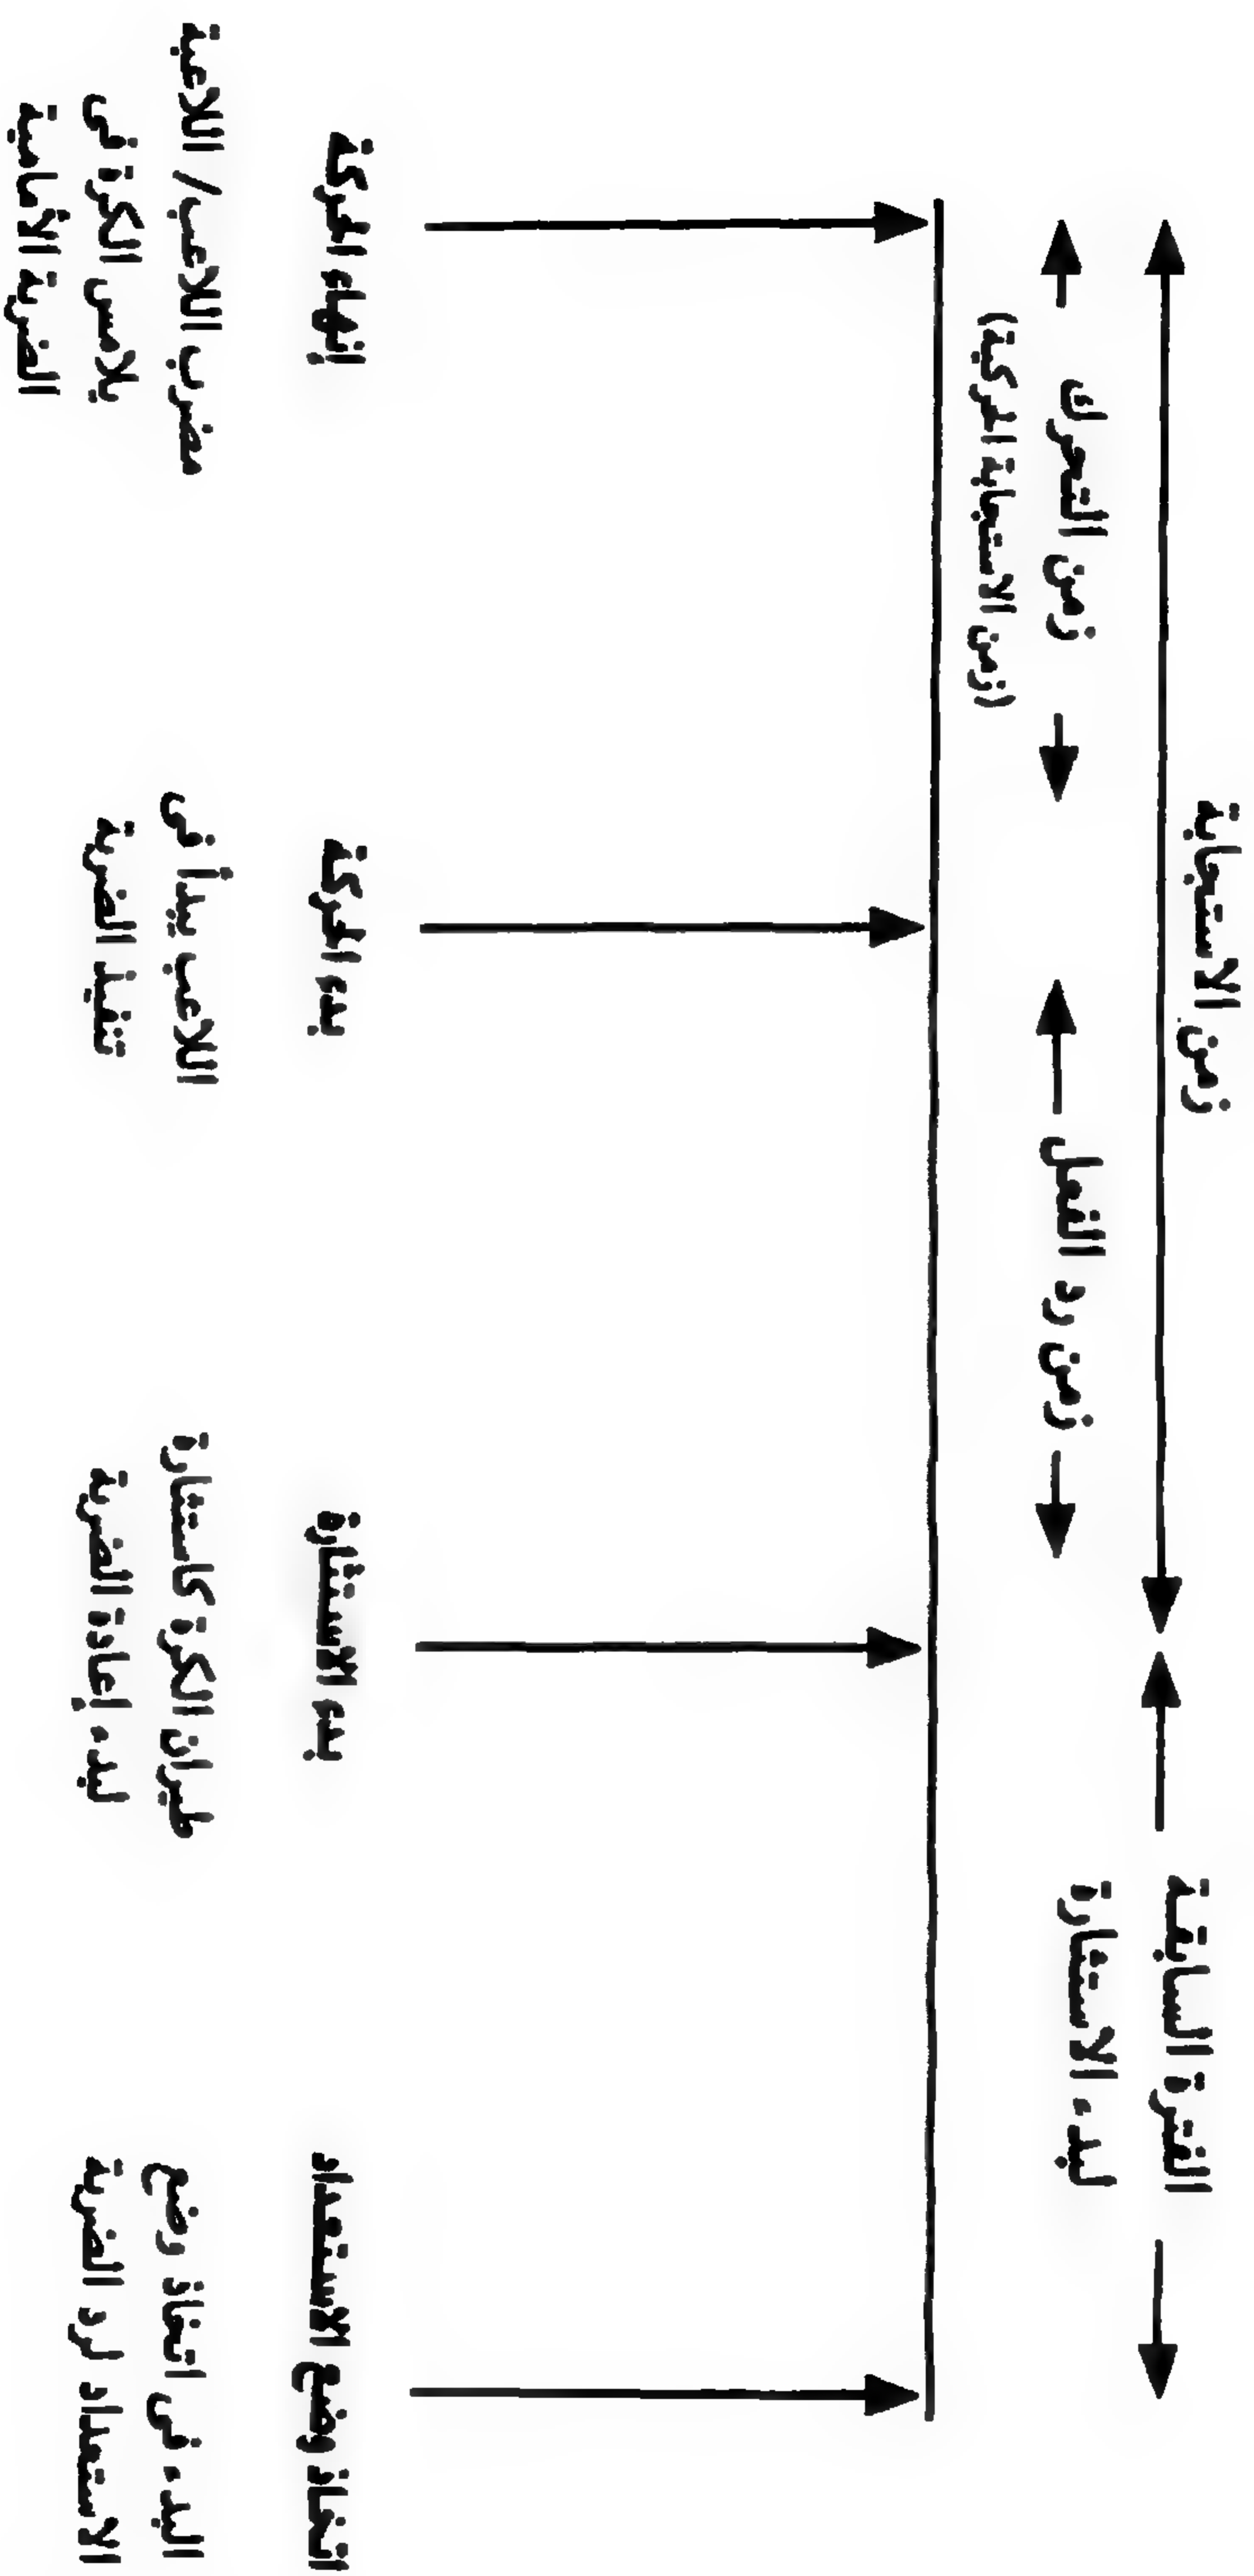 زمن الاستجابة
الفترة السابقة
لبدء الاستثارة
زمن رد الفعل
زمن التحرك
(زمن الاستجابة الحركية)
اتخاذ وضع الاستعداد
البدء في اتخاذ وضع
الاستعداد لرد الضربة
بدء الاستثارة
طيران الكرة كاستثارة
لبدء إعادة الضربة
بدء الحركة
اللاعب يبدأ فى
تنفيذ الضربة
إنهاء الحركة
مضرب اللاعب/ اللاعبة
يلامس الكرة فى
الضربة الأمامية